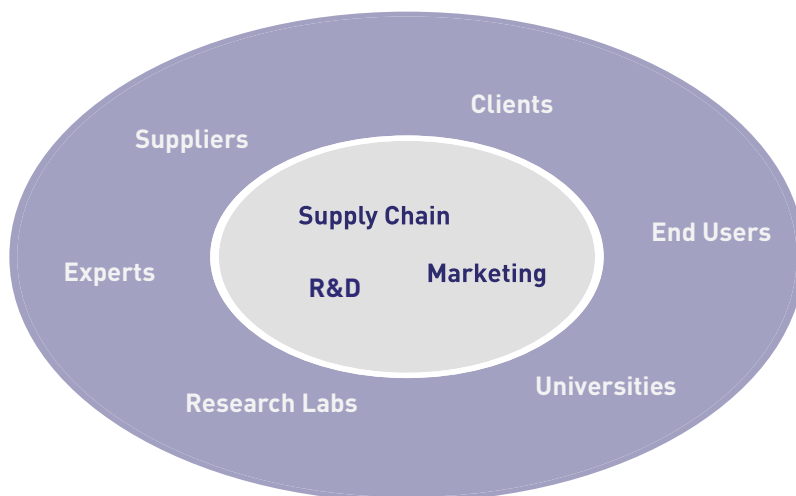 Clients
Suppliers
Supply Chain
End Users
Experts
Marketing
R&D
Universities
Research Labs